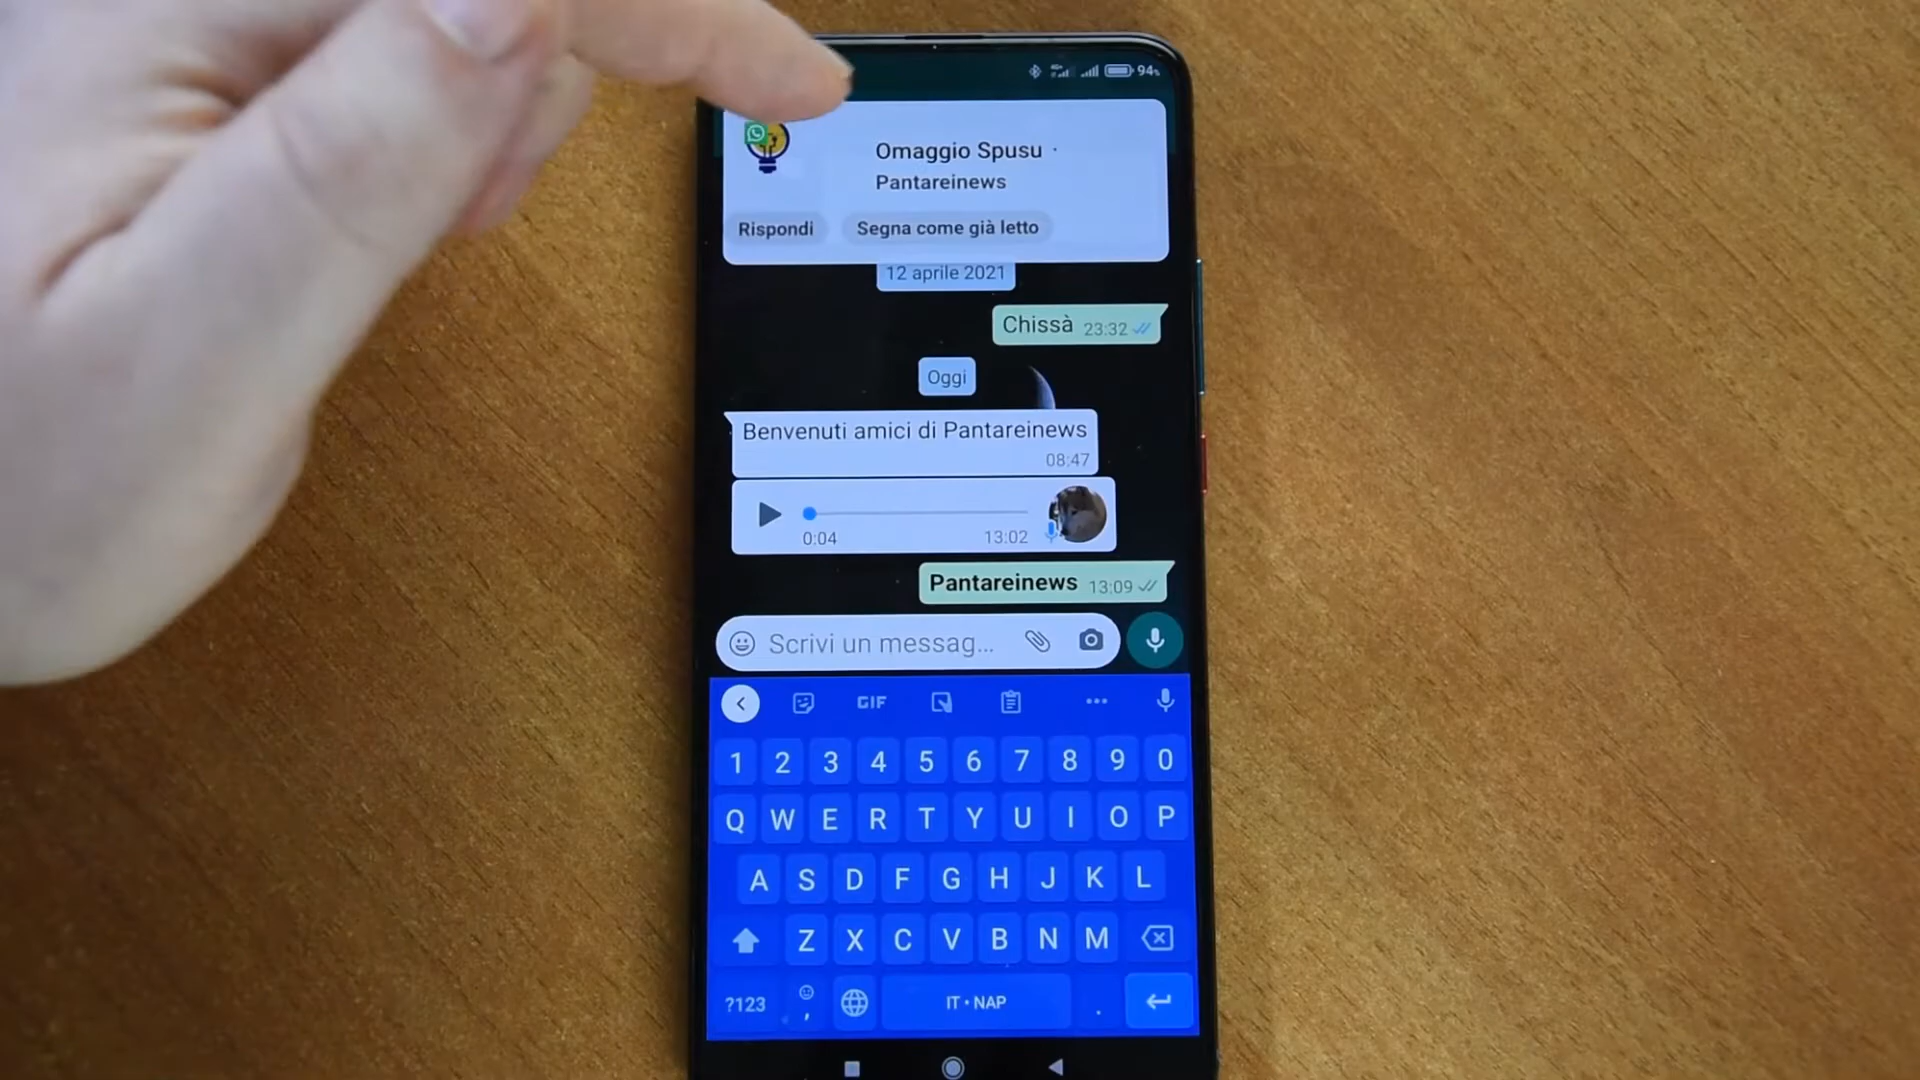 94%
Omaggio Spusu ·
Pantareinews
Rispondi
Segna come già letto
12 aprile 2021
Chissà 23:32
Oggi
Benvenuti amici di Pantareinews
08:47
0:04
13:02
Pantareinews 13:09
Scrivi un messag...
GIF
1 2 3 4 5 6 7 8 9 0
Q W E R T Y U I O P
A S D F G H J K L
Z X C V B N M
?123 , IT • NAP .